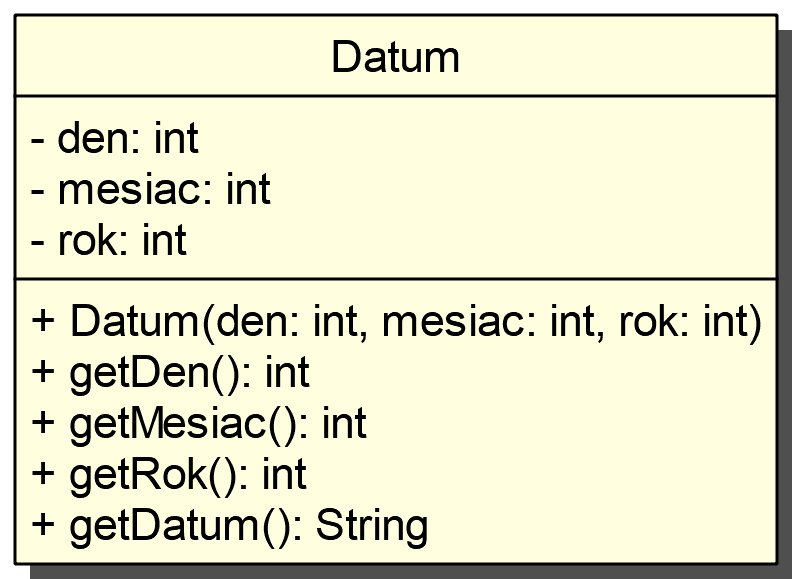 Datum
- den: int
- mesiac: int
- rok: int
+ Datum(den: int, mesiac: int, rok: int)
+ getDen(): int
+ getMesiac(): int
+ getRok(): int
+ getDatum(): String